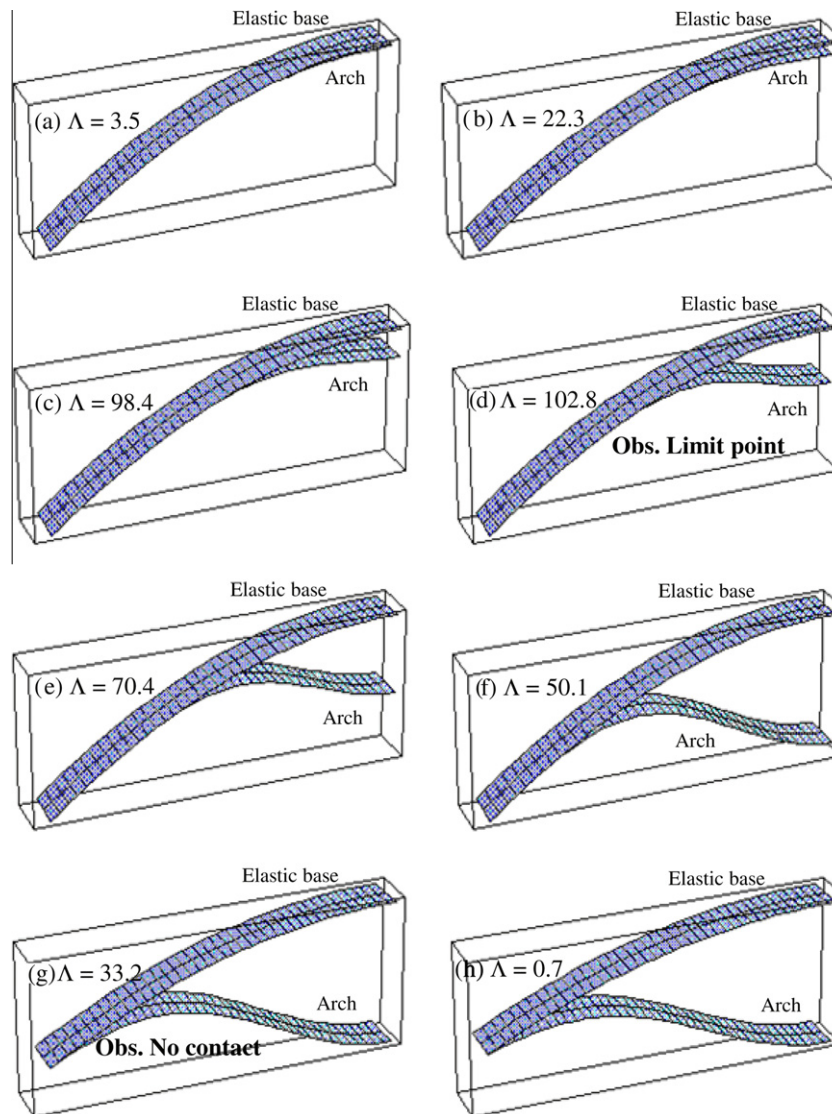 Elastic base
Arch
(a) Λ = 3.5
Elastic base
Arch
(b) Λ = 22.3
Elastic base
Arch
(c) Λ = 98.4
Elastic base
(d) Λ = 102.8
Arch
Obs. Limit point
Elastic base
(e) Λ = 70.4
Arch
Elastic base
(f) Λ = 50.1
Arch
Elastic base
(g) Λ = 33.2
Arch
Obs. No contact
Elastic base
(h) Λ = 0.7
Arch